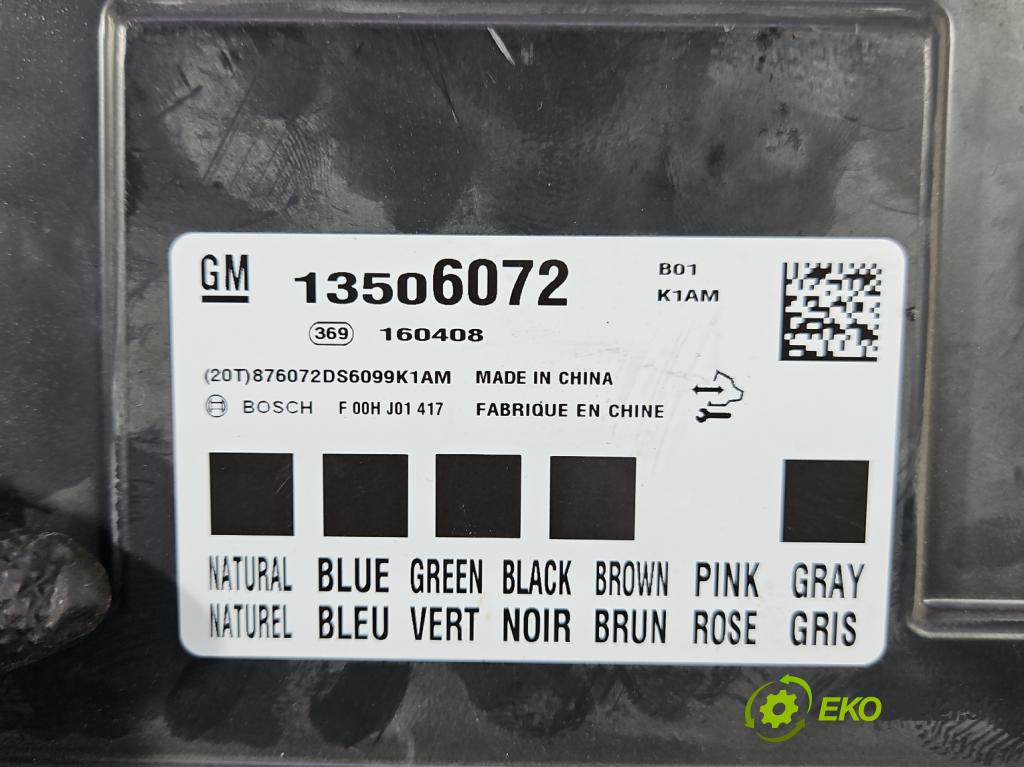 GM 13506072 B01
K1AM
369 160408
(20T)876072DS6099K1AM MADE IN CHINA
BOSCH F 00H J01 417 FABRIQUE EN CHINE
NATURAL BLUE GREEN BLACK BROWN PINK GRAY
NATUREL BLEU VERT NOIR BRUN ROSE GRIS
EKO